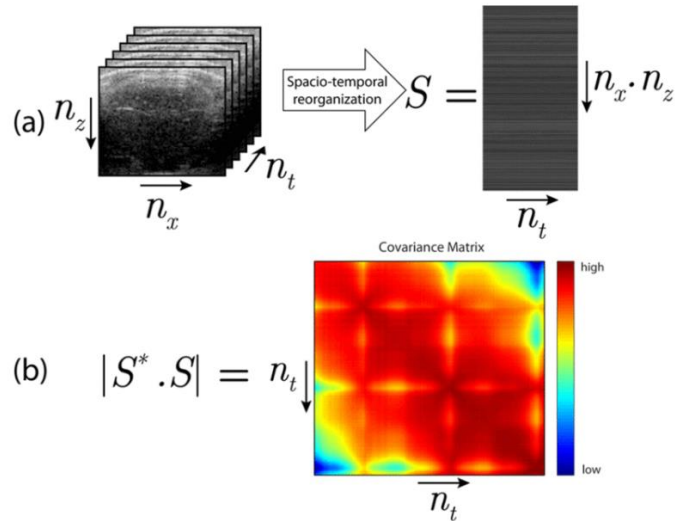 (a)
n_z
n_x
n_t
Spacio-temporal
reorganization
S =
n_x . n_z
n_t
Covariance Matrix
high
(b)
|S* .S| =
n_t
low
n_t